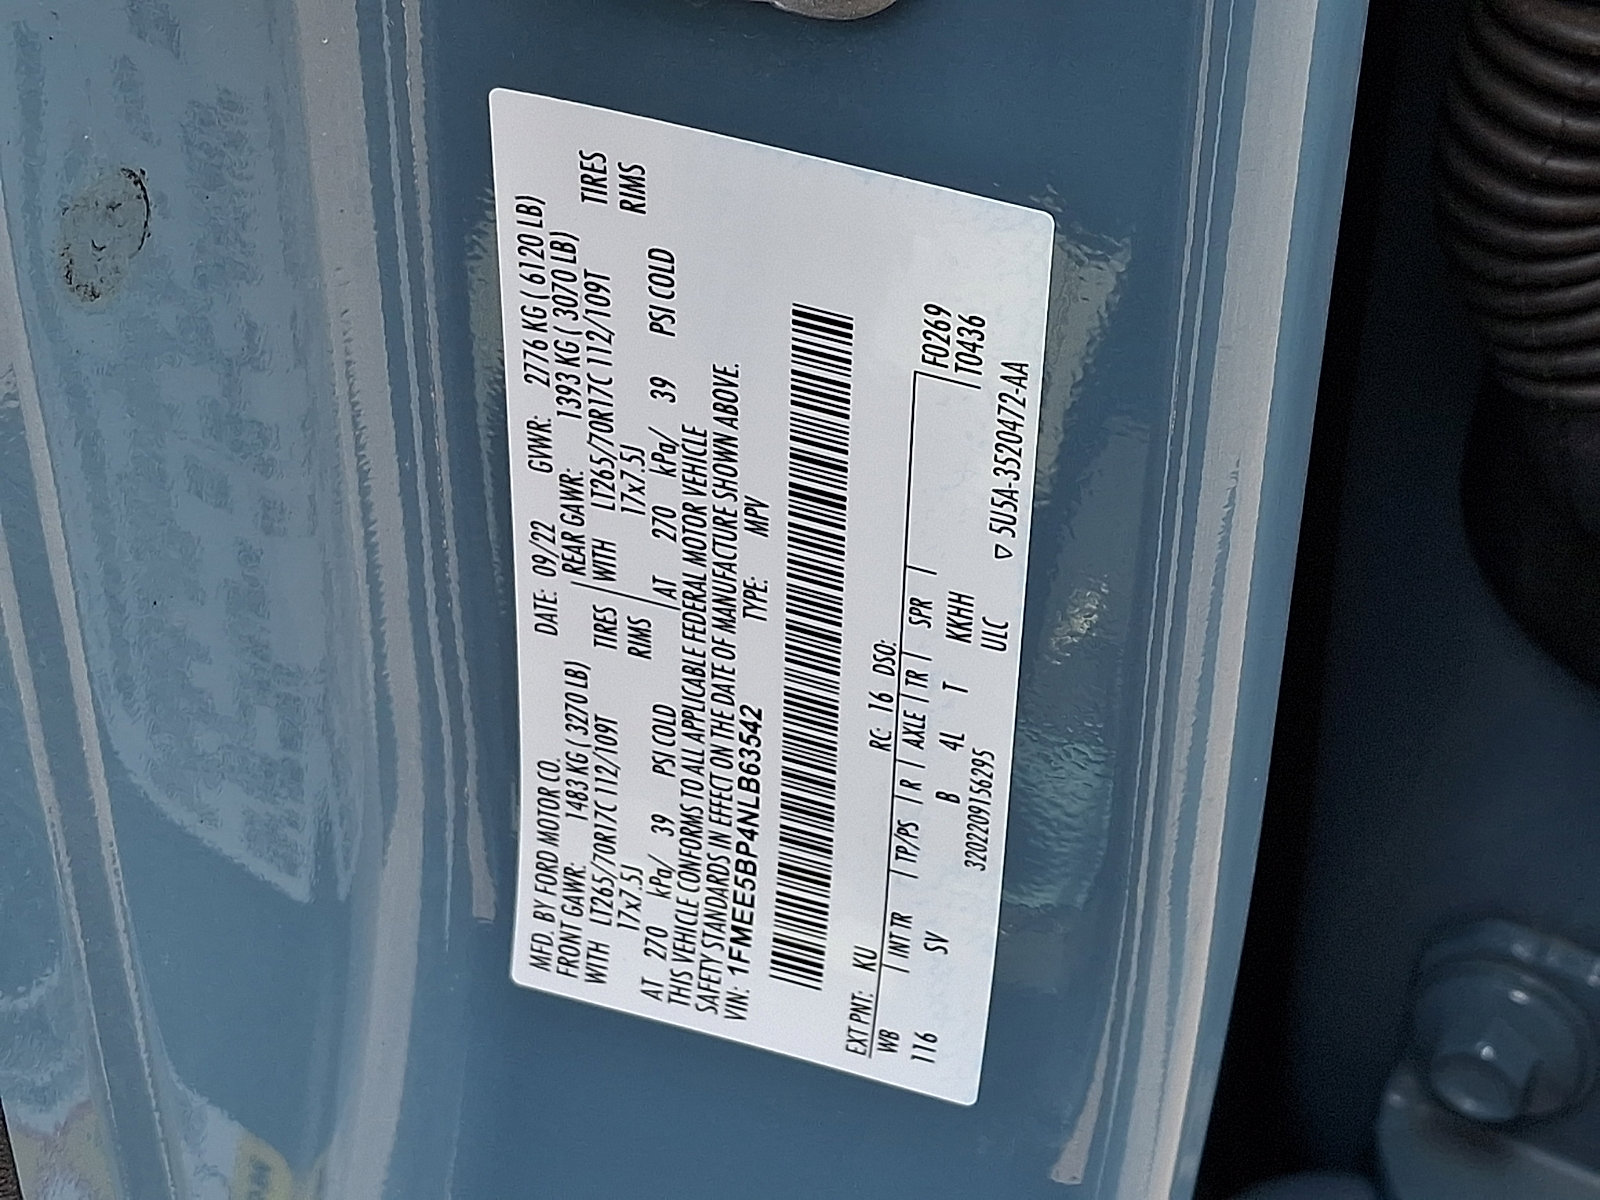 MFD. BY FORD MOTOR CO. DATE: 09/22 GVWR: 2776 KG ( 6120 LB)
FRONT GAWR: 1483 KG ( 3270 LB) REAR GAWR: 1393 KG ( 3070 LB)
WITH LT265/70R17C 112/109T TIRES WITH LT265/70R17C 112/109T TIRES
17x7.5J RIMS 17x7.5J RIMS
AT 270 kPa/ 39 PSI COLD AT 270 kPa/ 39 PSI COLD
THIS VEHICLE CONFORMS TO ALL APPLICABLE FEDERAL MOTOR VEHICLE
SAFETY STANDARDS IN EFFECT ON THE DATE OF MANUFACTURE SHOWN ABOVE.
VIN: 1FMEE5BP4NLB63542 TYPE: MPV
EXT PNT: KU RC: 16 DSO: F0269
WB INT TR TP/PS R AXLE TR SPR T0436
116 SV B 4L T KKHH
3202209156295 ULC
▽ 5U5A-3520472-AA